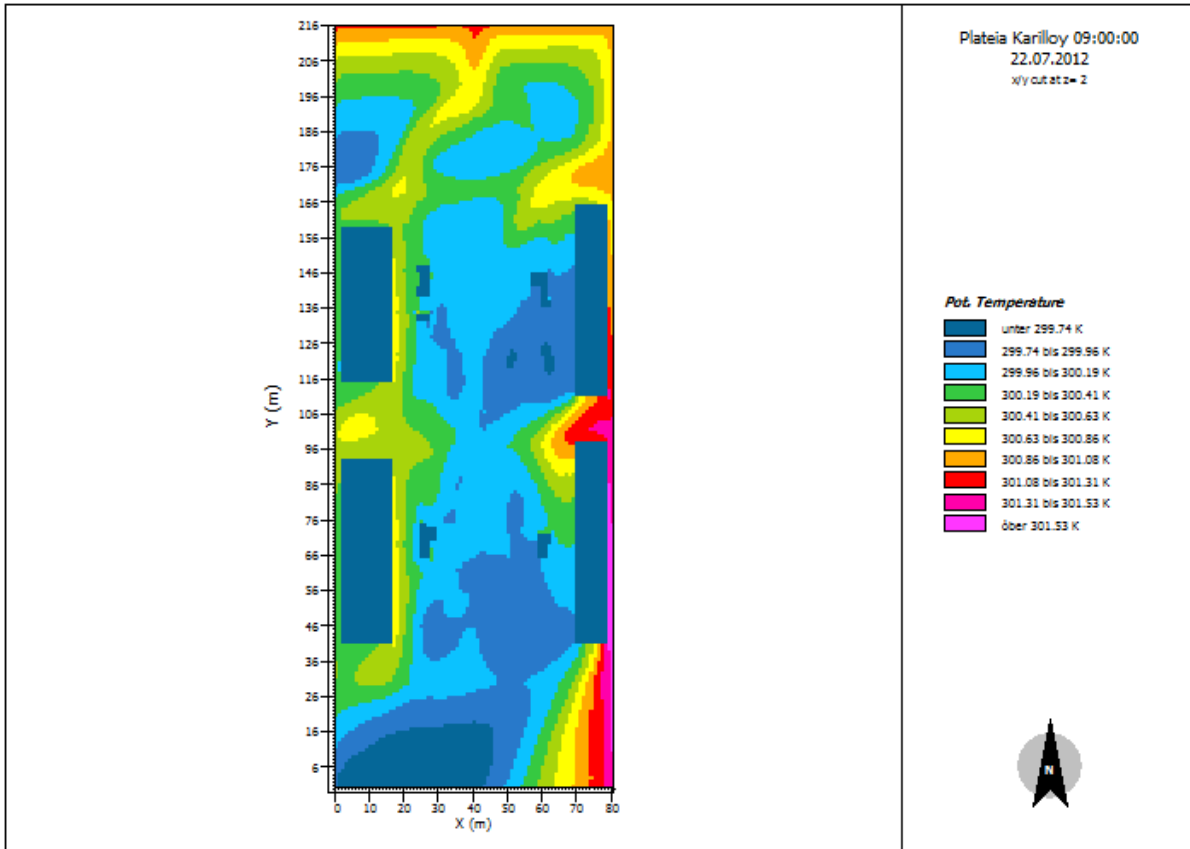 Plateia Karilloy 09:00:00
22.07.2012
x/y cut at z= 2
216
206
196
186
176
166
156
146
136
126
116
106
96
86
76
66
56
46
36
26
16
6
Y (m)
0 10 20 30 40 50 60 70 80
X (m)
Pot. Temperature
unter 299.74 K
299.74 bis 299.96 K
299.96 bis 300.19 K
300.19 bis 300.41 K
300.41 bis 300.63 K
300.63 bis 300.86 K
300.86 bis 301.08 K
301.08 bis 301.31 K
301.31 bis 301.53 K
öber 301.53 K
N